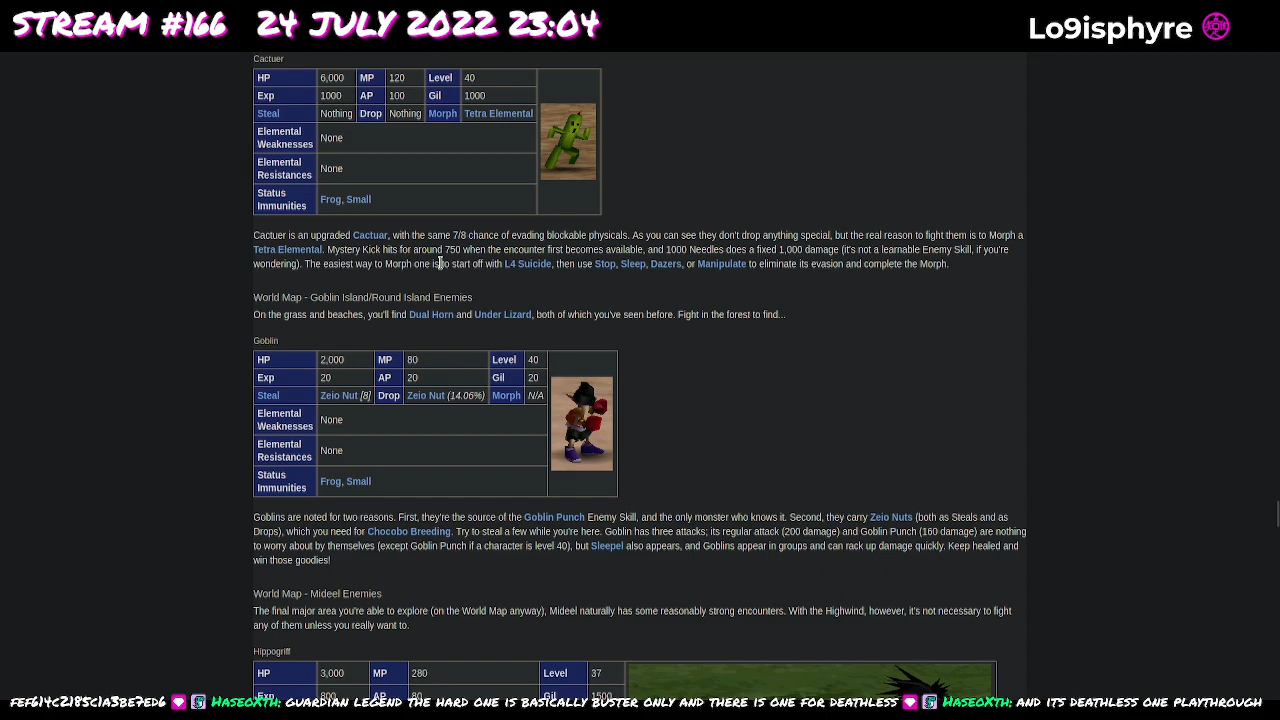 STREAM #166 24 JULY 2022 23:04
Lo9isphyre
Cactuer
HP 6,000 MP 120 Level 40
Exp 1000 AP 100 Gil 1000
Steal Nothing Drop Nothing Morph Tetra Elemental
Elemental Weaknesses None
Elemental Resistances None
Status Immunities Frog, Small
Cactuer is an upgraded Cactuar, with the same 7/8 chance of evading blockable physicals. As you can see they don't drop anything special, but the real reason to fight them is to Morph a
Tetra Elemental. Mystery Kick hits for around 750 when the encounter first becomes available, and 1000 Needles does a fixed 1,000 damage (it's not a learnable Enemy Skill, if you're
wondering). The easiest way to Morph one is to start off with L4 Suicide, then use Stop, Sleep, Dazers, or Manipulate to eliminate its evasion and complete the Morph.
World Map - Goblin Island/Round Island Enemies
On the grass and beaches, you'll find Dual Horn and Under Lizard, both of which you've seen before. Fight in the forest to find...
Goblin
HP 2,000 MP 80 Level 40
Exp 20 AP 20 Gil 20
Steal Zeio Nut [8] Drop Zeio Nut (14.06%) Morph N/A
Elemental Weaknesses None
Elemental Resistances None
Status Immunities Frog, Small
Goblins are noted for two reasons. First, they're the source of the Goblin Punch Enemy Skill, and the only monster who knows it. Second, they carry Zeio Nuts (both as Steals and as
Drops), which you need for Chocobo Breeding. Try to steal a few while you're here. Goblin has three attacks; its regular attack (200 damage) and Goblin Punch (160 damage) are nothing
to worry about by themselves (except Goblin Punch if a character is level 40), but Sleepel also appears, and Goblins appear in groups and can rack up damage quickly. Keep healed and
win those goodies!
World Map - Mideel Enemies
The final major area you're able to explore (on the World Map anyway), Mideel naturally has some reasonably strong encounters. With the Highwind, however, it's not necessary to fight
any of them unless you really want to.
Hippogriff
HP 3,000 MP 280 Level 37
Exp 800 AP 80 Gil 1500
fef614c2185c1a3be7ed6 HaseoXth: guardian legend the hard one is basically buster only and there is one for deathless HaseoXth: and its deathless one playthrough